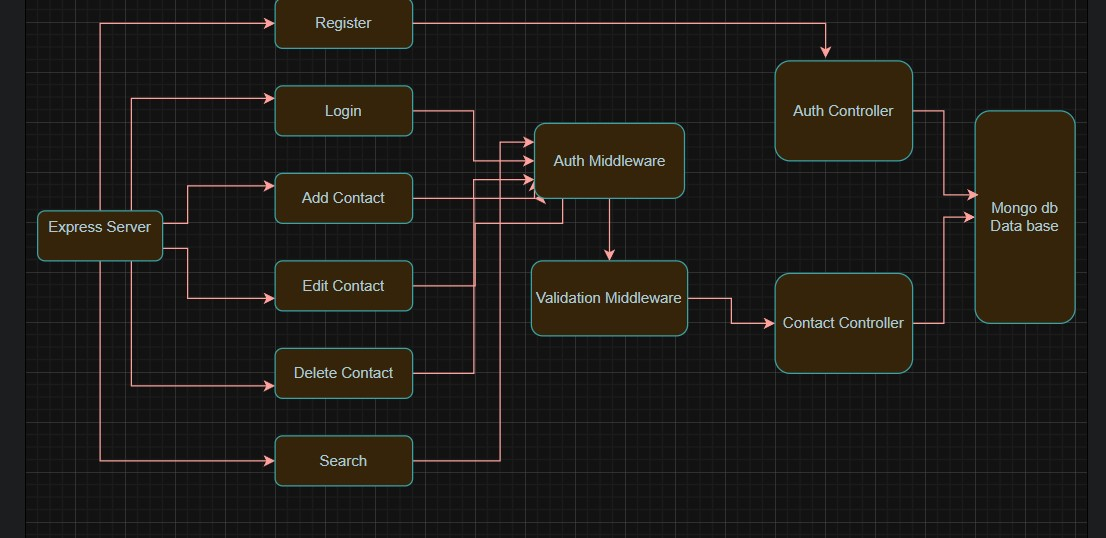 Register
Login
Add Contact
Express Server
Edit Contact
Delete Contact
Search
Auth Middleware
Validation Middleware
Auth Controller
Contact Controller
Mongo db
Data base